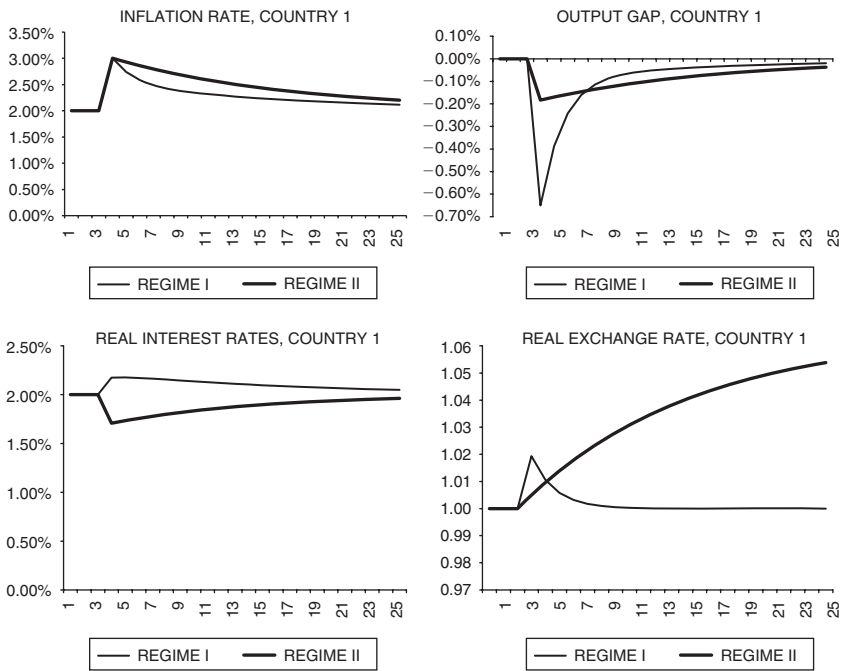 INFLATION RATE, COUNTRY 1
3.50%
3.00%
2.50%
2.00%
1.50%
1.00%
0.50%
0.00%
1 3 5 7 9 11 13 15 17 19 21 23 25
REGIME I REGIME II
OUTPUT GAP, COUNTRY 1
0.10%
0.00%
−0.10%
−0.20%
−0.30%
−0.40%
−0.50%
−0.60%
−0.70%
1 3 5 7 9 11 13 15 17 19 21 23 25
REGIME I REGIME II
REAL INTEREST RATES, COUNTRY 1
2.50%
2.00%
1.50%
1.00%
0.50%
0.00%
1 3 5 7 9 11 13 15 17 19 21 23 25
REGIME I REGIME II
REAL EXCHANGE RATE, COUNTRY 1
1.06
1.05
1.04
1.03
1.02
1.01
1.00
0.99
0.98
0.97
1 3 5 7 9 11 13 15 17 19 21 23 25
REGIME I REGIME II